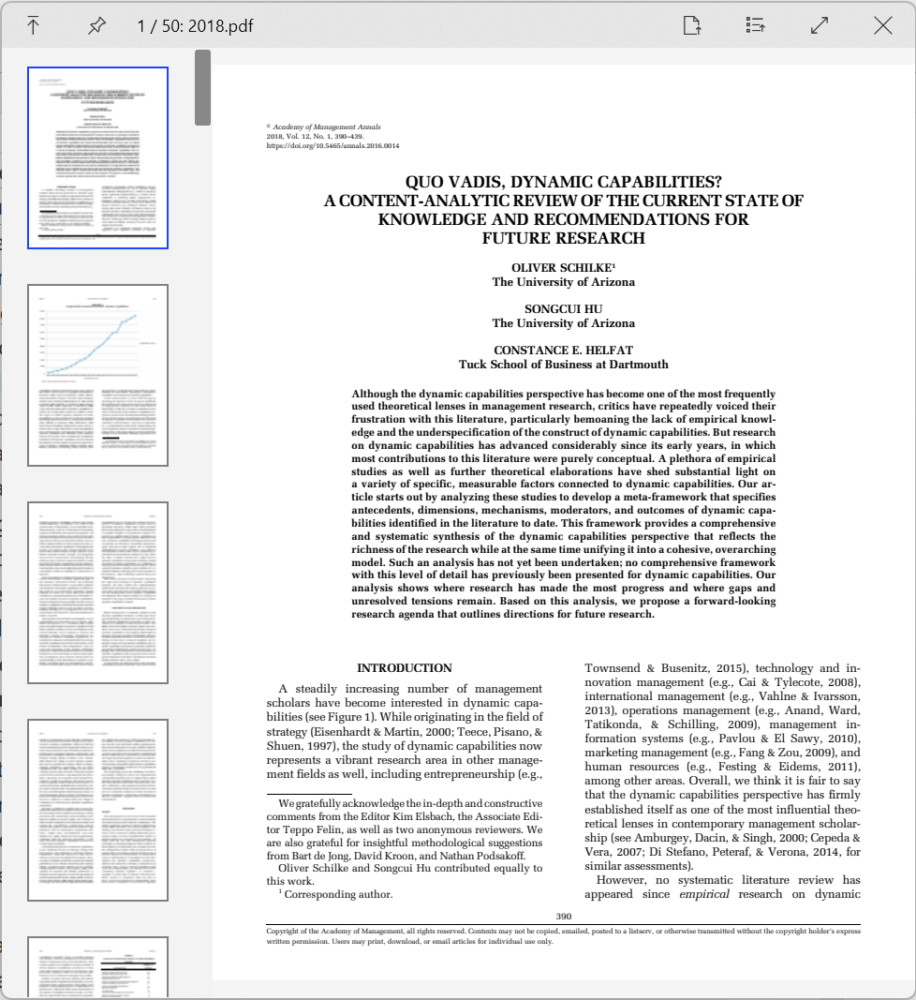 1 / 50: 2018.pdf
© Academy of Management Annals
2018, Vol. 12, No. 1, 390–439.
https://doi.org/10.5465/annals.2016.0014
QUO VADIS, DYNAMIC CAPABILITIES?
A CONTENT-ANALYTIC REVIEW OF THE CURRENT STATE OF
KNOWLEDGE AND RECOMMENDATIONS FOR
FUTURE RESEARCH
OLIVER SCHILKE¹
The University of Arizona
SONGCUI HU
The University of Arizona
CONSTANCE E. HELFAT
Tuck School of Business at Dartmouth
Although the dynamic capabilities perspective has become one of the most frequently
used theoretical lenses in management research, critics have repeatedly voiced their
frustration with this literature, particularly bemoaning the lack of empirical knowl-
edge and the underspecification of the construct of dynamic capabilities. But research
on dynamic capabilities has advanced considerably since its early years, in which
most contributions to this literature were purely conceptual. A plethora of empirical
studies as well as further theoretical elaborations have shed substantial light on
a variety of specific, measurable factors connected to dynamic capabilities. Our ar-
ticle starts out by analyzing these studies to develop a meta-framework that specifies
antecedents, dimensions, mechanisms, moderators, and outcomes of dynamic capa-
bilities identified in the literature to date. This framework provides a comprehensive
and systematic synthesis of the dynamic capabilities perspective that reflects the
richness of the research while at the same time unifying it into a cohesive, overarching
model. Such an analysis has not yet been undertaken; no comprehensive framework
with this level of detail has previously been presented for dynamic capabilities. Our
analysis shows where research has made the most progress and where gaps and
unresolved tensions remain. Based on this analysis, we propose a forward-looking
research agenda that outlines directions for future research.
INTRODUCTION
A steadily increasing number of management
scholars have become interested in dynamic capa-
bilities (see Figure 1). While originating in the field of
strategy (Eisenhardt & Martin, 2000; Teece, Pisano, &
Shuen, 1997), the study of dynamic capabilities now
represents a vibrant research area in other manage-
ment fields as well, including entrepreneurship (e.g.,
We gratefully acknowledge the in-depth and constructive
comments from the Editor Kim Elsbach, the Associate Edi-
tor Teppo Felin, as well as two anonymous reviewers. We
are also grateful for insightful methodological suggestions
from Bart de Jong, David Kroon, and Nathan Podsakoff.
Oliver Schilke and Songcui Hu contributed equally to
this work.
¹ Corresponding author.
Townsend & Busenitz, 2015), technology and in-
novation management (e.g., Cai & Tylecote, 2008),
international management (e.g., Vahlne & Ivarsson,
2013), operations management (e.g., Anand, Ward,
Tatikonda, & Schilling, 2009), management in-
formation systems (e.g., Pavlou & El Sawy, 2010),
marketing management (e.g., Fang & Zou, 2009), and
human resources (e.g., Festing & Eidems, 2011),
among other areas. Overall, we think it is fair to say
that the dynamic capabilities perspective has firmly
established itself as one of the most influential theo-
retical lenses in contemporary management scholar-
ship (see Amburgey, Dacin, & Singh, 2000; Cepeda &
Vera, 2007; Di Stefano, Peteraf, & Verona, 2014, for
similar assessments).
However, no systematic literature review has
appeared since empirical research on dynamic
390
Copyright of the Academy of Management, all rights reserved. Contents may not be copied, emailed, posted to a listserv, or otherwise transmitted without the copyright holder's express
written permission. Users may print, download, or email articles for individual use only.